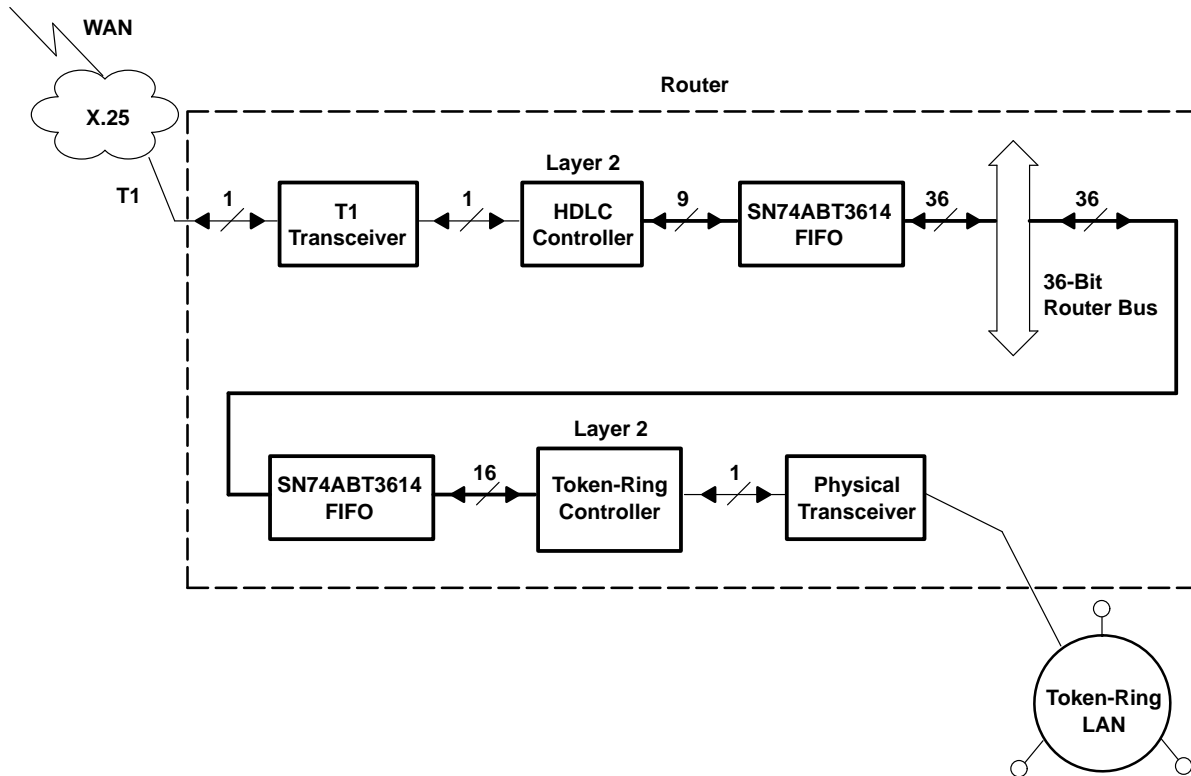 WAN
X.25
T1
Router
1
T1
Transceiver
1
Layer 2
HDLC
Controller
9
SN74ABT3614
FIFO
36
36
36-Bit
Router Bus
SN74ABT3614
FIFO
16
Layer 2
Token-Ring
Controller
1
Physical
Transceiver
Token-Ring
LAN